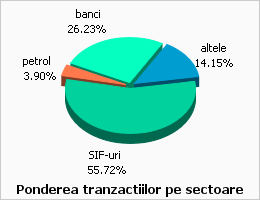 banci
26.23%
altele
14.15%
petrol
3.90%
SIF-uri
55.72%
Ponderea tranzactiilor pe sectoare